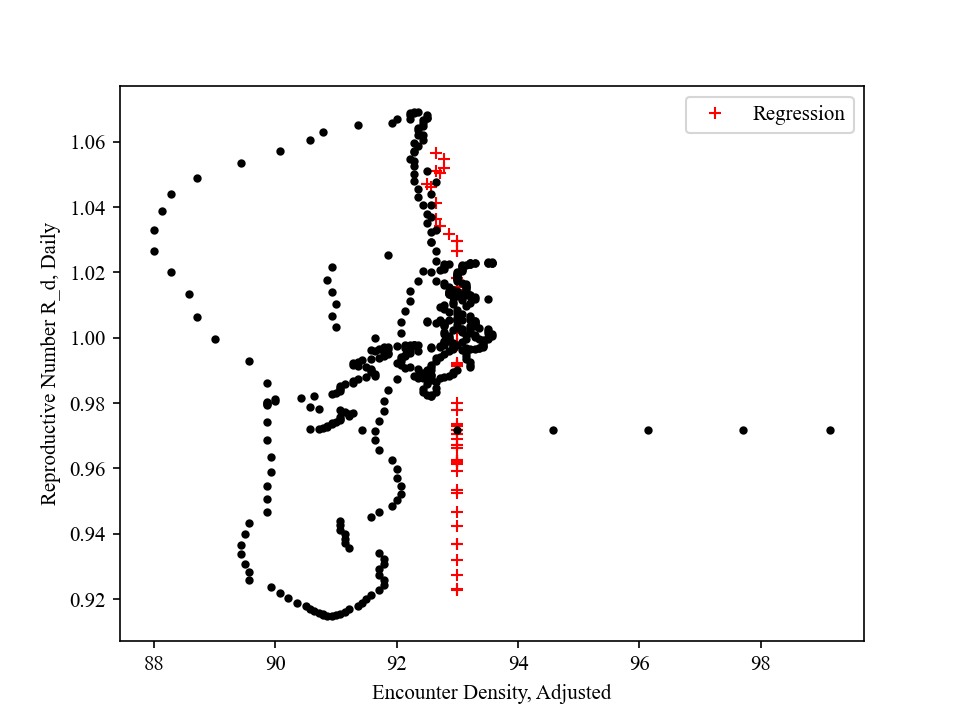 Regression
1.06
1.04
1.02
1.00
0.98
0.96
0.94
0.92
Reproductive Number R_d, Daily
88 90 92 94 96 98
Encounter Density, Adjusted